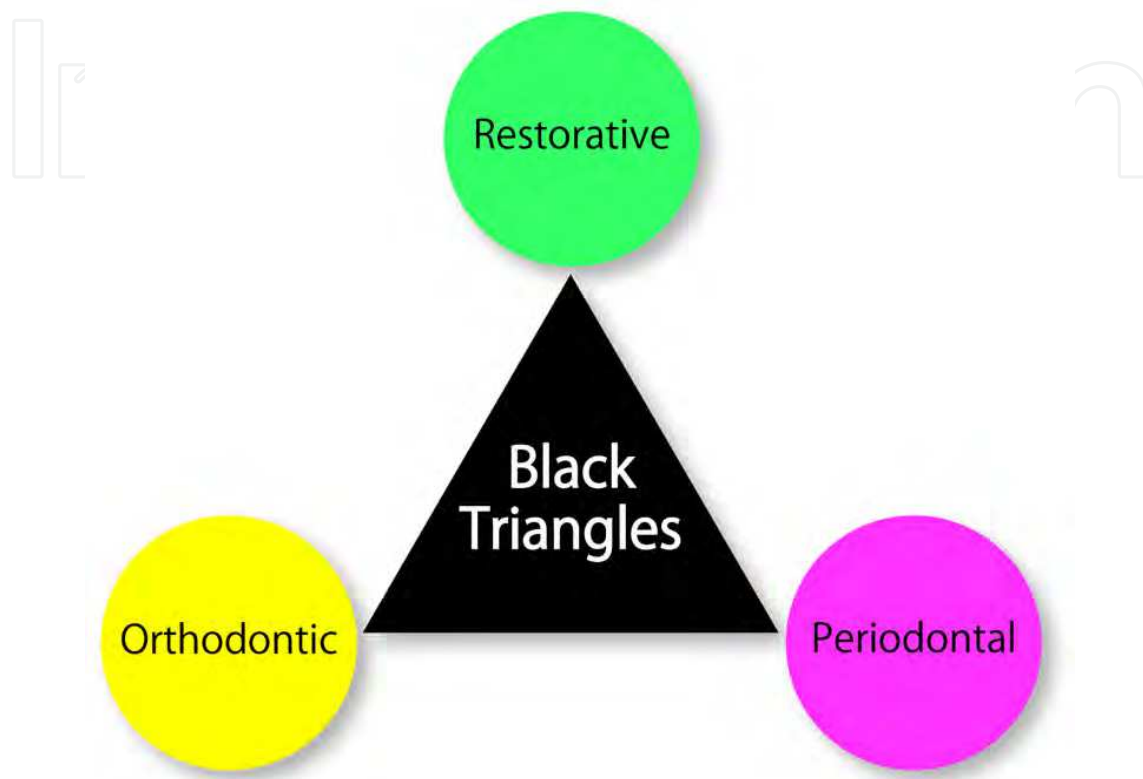 Restorative
Black
Triangles
Orthodontic
Periodontal